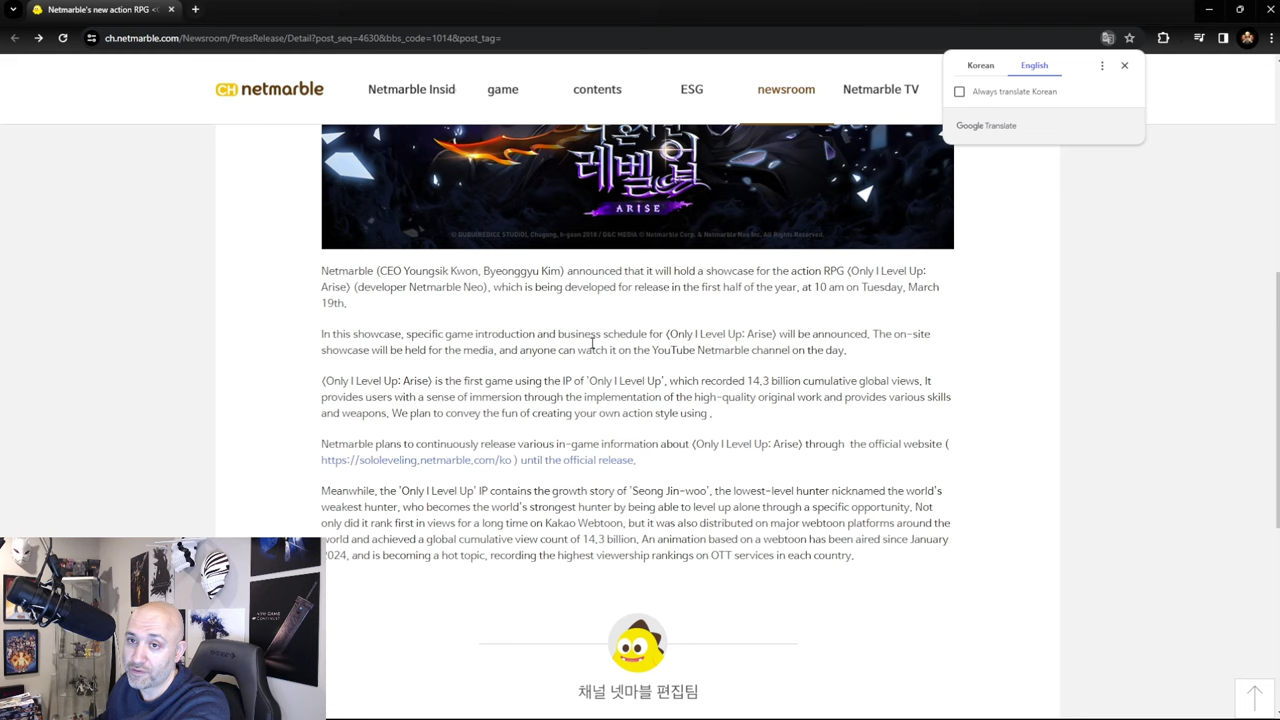 Netmarble's new action RPG <
ch.netmarble.com/Newsroom/PressRelease/Detail?post_seq=4630&bbs_code=1014&post_tag=
Korean
English
Always translate Korean
Google Translate
CH netmarble
Netmarble Insid
game
contents
ESG
newsroom
Netmarble TV
나 혼자만
레벨업
ARISE
Netmarble (CEO Youngsik Kwon, Byeonggyu Kim) announced that it will hold a showcase for the action RPG <Only I Level Up:
Arise> (developer Netmarble Neo), which is being developed for release in the first half of the year, at 10 am on Tuesday, March
19th.
In this showcase, specific game introduction and business schedule for <Only I Level Up: Arise> will be announced. The on-site
showcase will be held for the media, and anyone can watch it on the YouTube Netmarble channel on the day.
<Only I Level Up: Arise> is the first game using the IP of 'Only I Level Up', which recorded 14.3 billion cumulative global views. It
provides users with a sense of immersion through the implementation of the high-quality original work and provides various skills
and weapons. We plan to convey the fun of creating your own action style using .
Netmarble plans to continuously release various in-game information about <Only I Level Up: Arise> through the official website (
https://sololeveling.netmarble.com/ko ) until the official release.
Meanwhile, the 'Only I Level Up' IP contains the growth story of 'Seong Jin-woo', the lowest-level hunter nicknamed the world's
weakest hunter, who becomes the world's strongest hunter by being able to level up alone through a specific opportunity. Not
only did it rank first in views for a long time on Kakao Webtoon, but it was also distributed on major webtoon platforms around the
world and achieved a global cumulative view count of 14.3 billion. An animation based on a webtoon has been aired since January
2024, and is becoming a hot topic, recording the highest viewership rankings on OTT services in each country.
채널 넷마블 편집팀